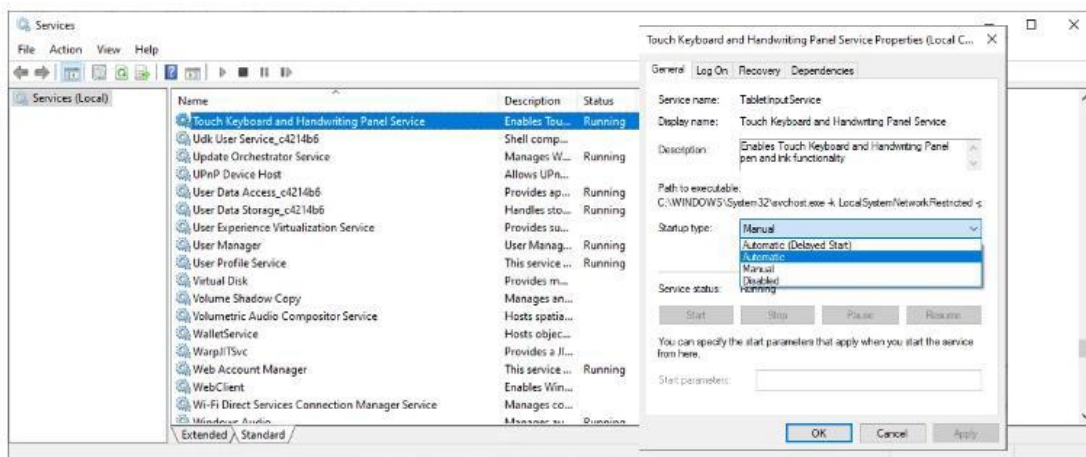 Services
File Action View Help
Services (Local)
Name Description Status
Touch Keyboard and Handwriting Panel Service Enables Tou... Running
Udk User Service_c4214b6 Shell comp...
Update Orchestrator Service Manages W... Running
UPnP Device Host Allows UPn...
User Data Access_c4214b6 Provides ap... Running
User Data Storage_c4214b6 Handles sto... Running
User Experience Virtualization Service Provides su...
User Manager User Manag... Running
User Profile Service This service ... Running
Virtual Disk Provides m...
Volume Shadow Copy Manages an...
Volumetric Audio Compositor Service Hosts spatia...
WalletService Hosts objec...
WarpJITSvc Provides a JI...
Web Account Manager This service ... Running
WebClient Enables Win...
Wi-Fi Direct Services Connection Manager Service Manages co...
Windows Audio Manages au... Running
Extended Standard
Touch Keyboard and Handwriting Panel Service Properties (Local C...
General Log On Recovery Dependencies
Service name: TabletInputService
Display name: Touch Keyboard and Handwriting Panel Service
Description: Enables Touch Keyboard and Handwriting Panel
pen and ink functionality
Path to executable:
C:\WINDOWS\System32\svchost.exe -k LocalSystemNetworkRestricted -p
Startup type: Manual
Automatic (Delayed Start)
Automatic
Manual
Disabled
Service status: Running
Start Stop Pause Resume
You can specify the start parameters that apply when you start the service
from here.
Start parameters:
OK Cancel Apply